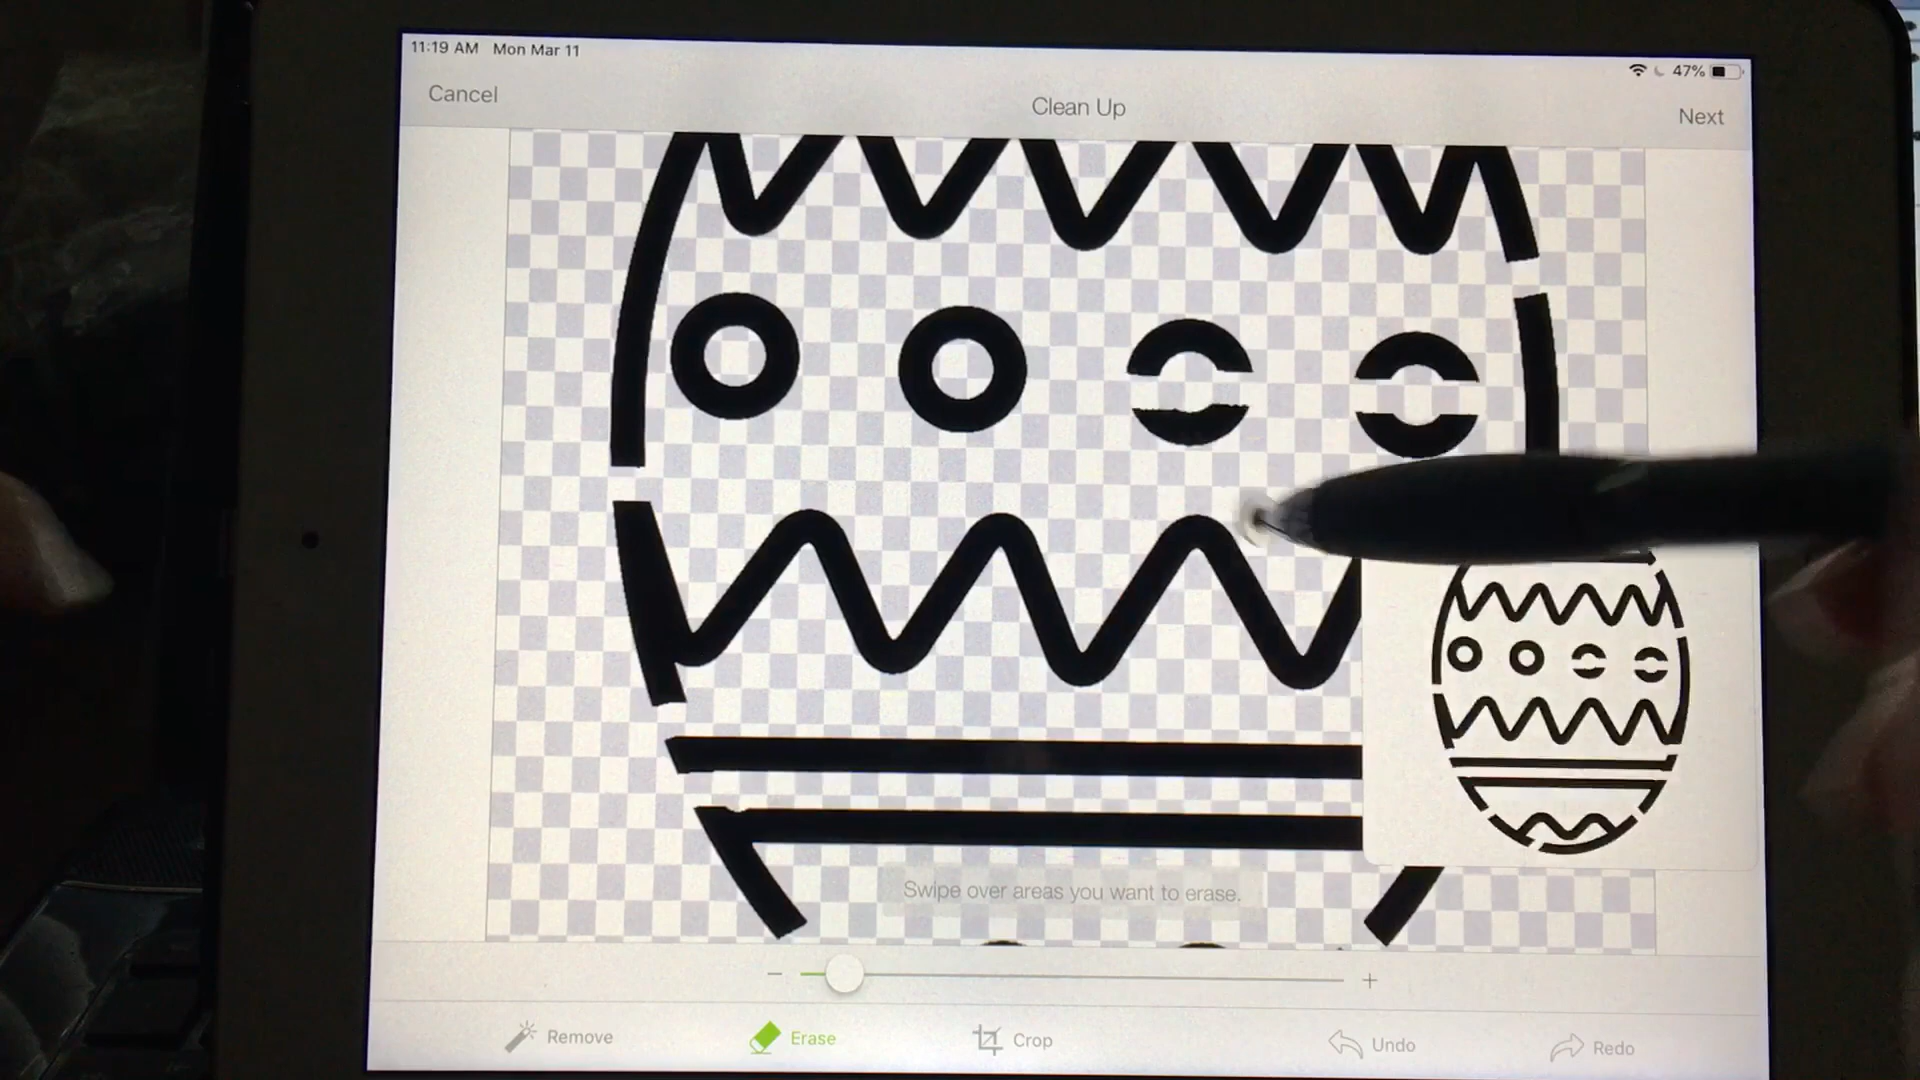 11:19 AM Mon Mar 11
47%
Cancel
Clean Up
Next
Swipe over areas you want to erase.
− +
Remove
Erase
Crop
Undo
Redo